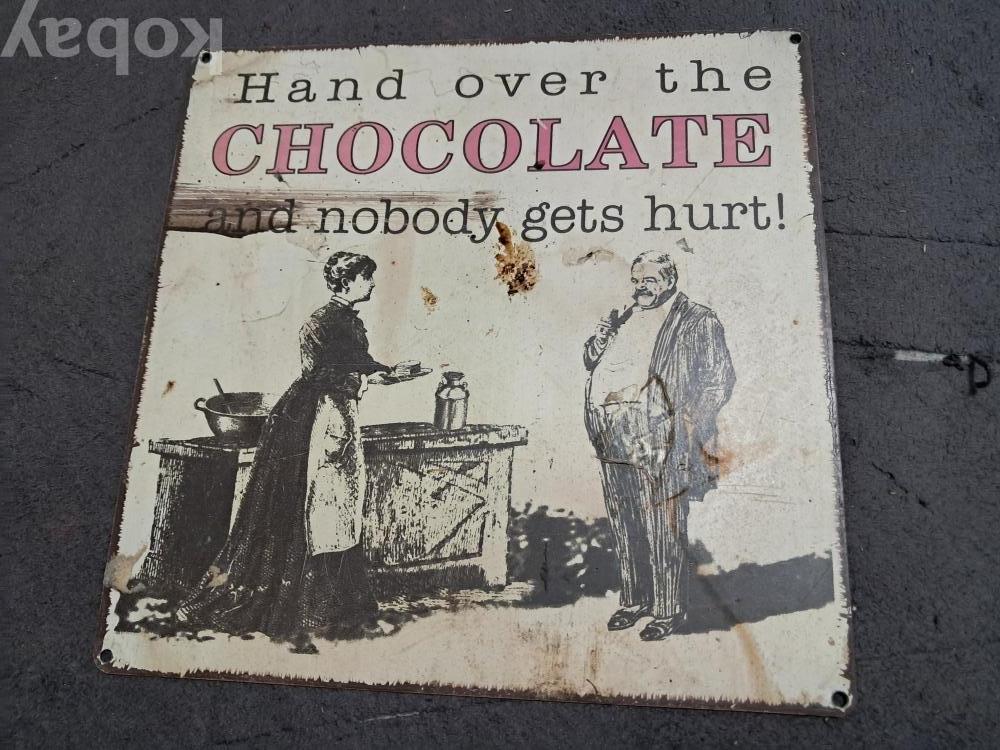 kobay
Hand over the
CHOCOLATE
and nobody gets hurt!